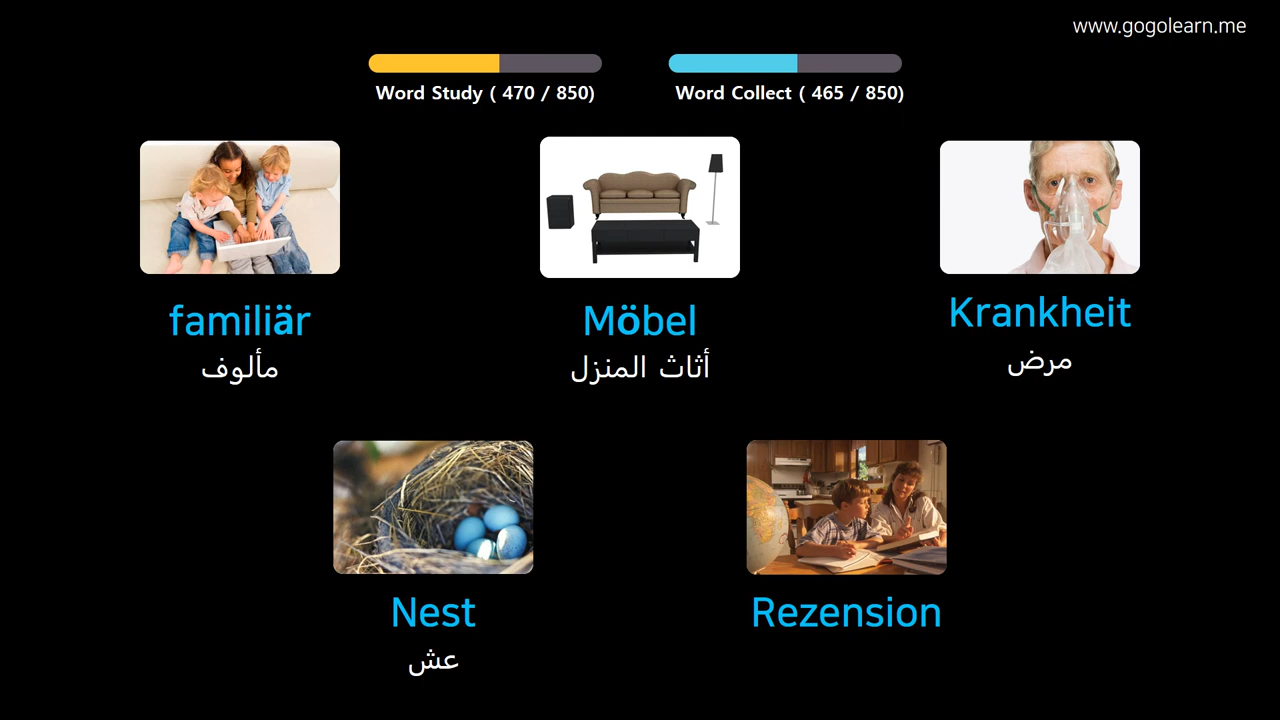 www.gogolearn.me
Word Study ( 470 / 850)
Word Collect ( 465 / 850)
familiär
مألوف
Möbel
أثاث المنزل
Krankheit
مرض
Nest
عش
Rezension